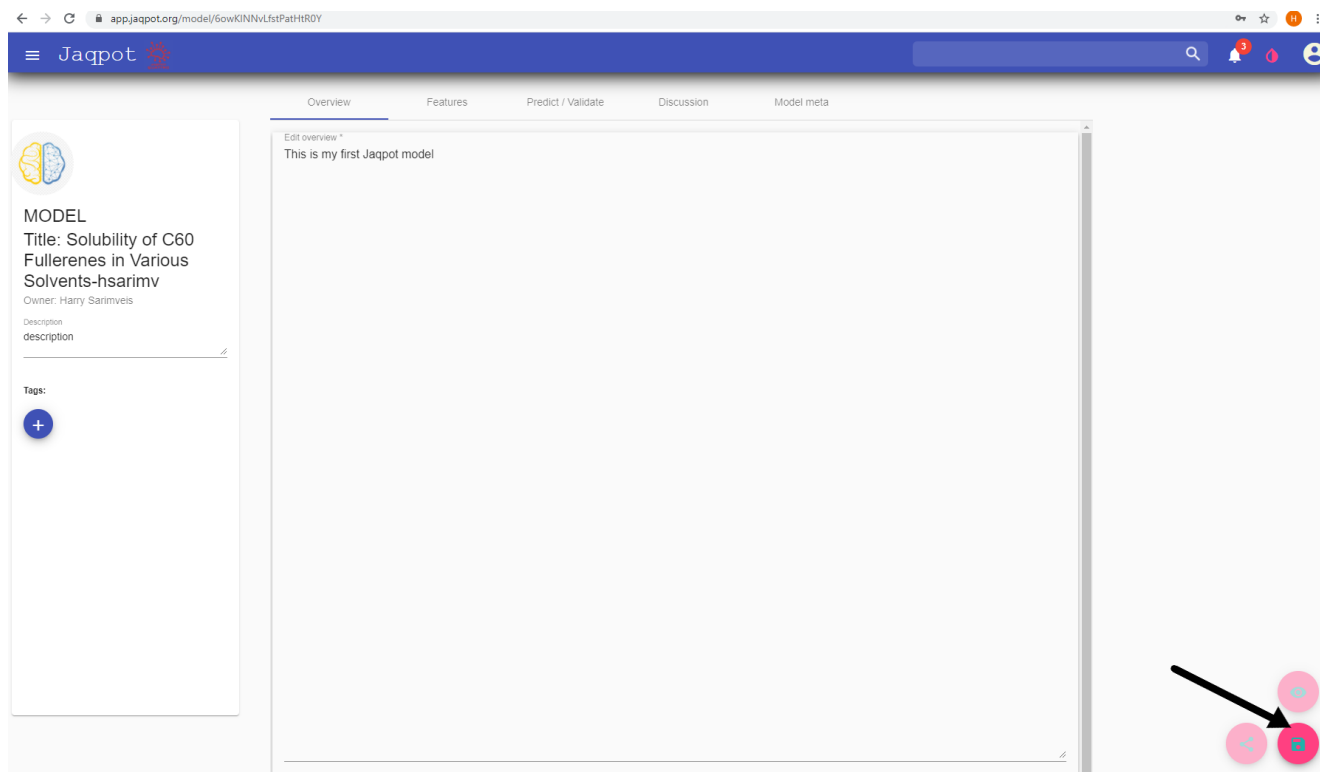 app.jaqpot.org/model/6owKlNNvLfstPatHtR0Y
H
Jaqpot
3
Overview Features Predict / Validate Discussion Model meta
MODEL
Title: Solubility of C60
Fullerenes in Various
Solvents-hsarimv
Owner: Harry Sarimveis
Description
description
Tags:
+
Edit overview *
This is my first Jaqpot model